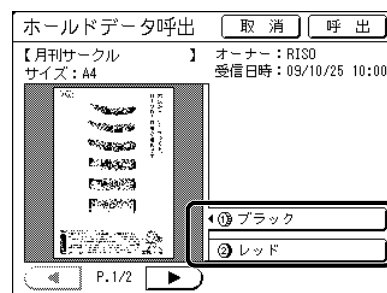 ホールドデータ呼出 取 消 呼 出
【月刊サークル 】
サイズ:A4
オーナー:RISO
受信日時:09/10/25 10:00
① ブラック
② レッド
P.1/2